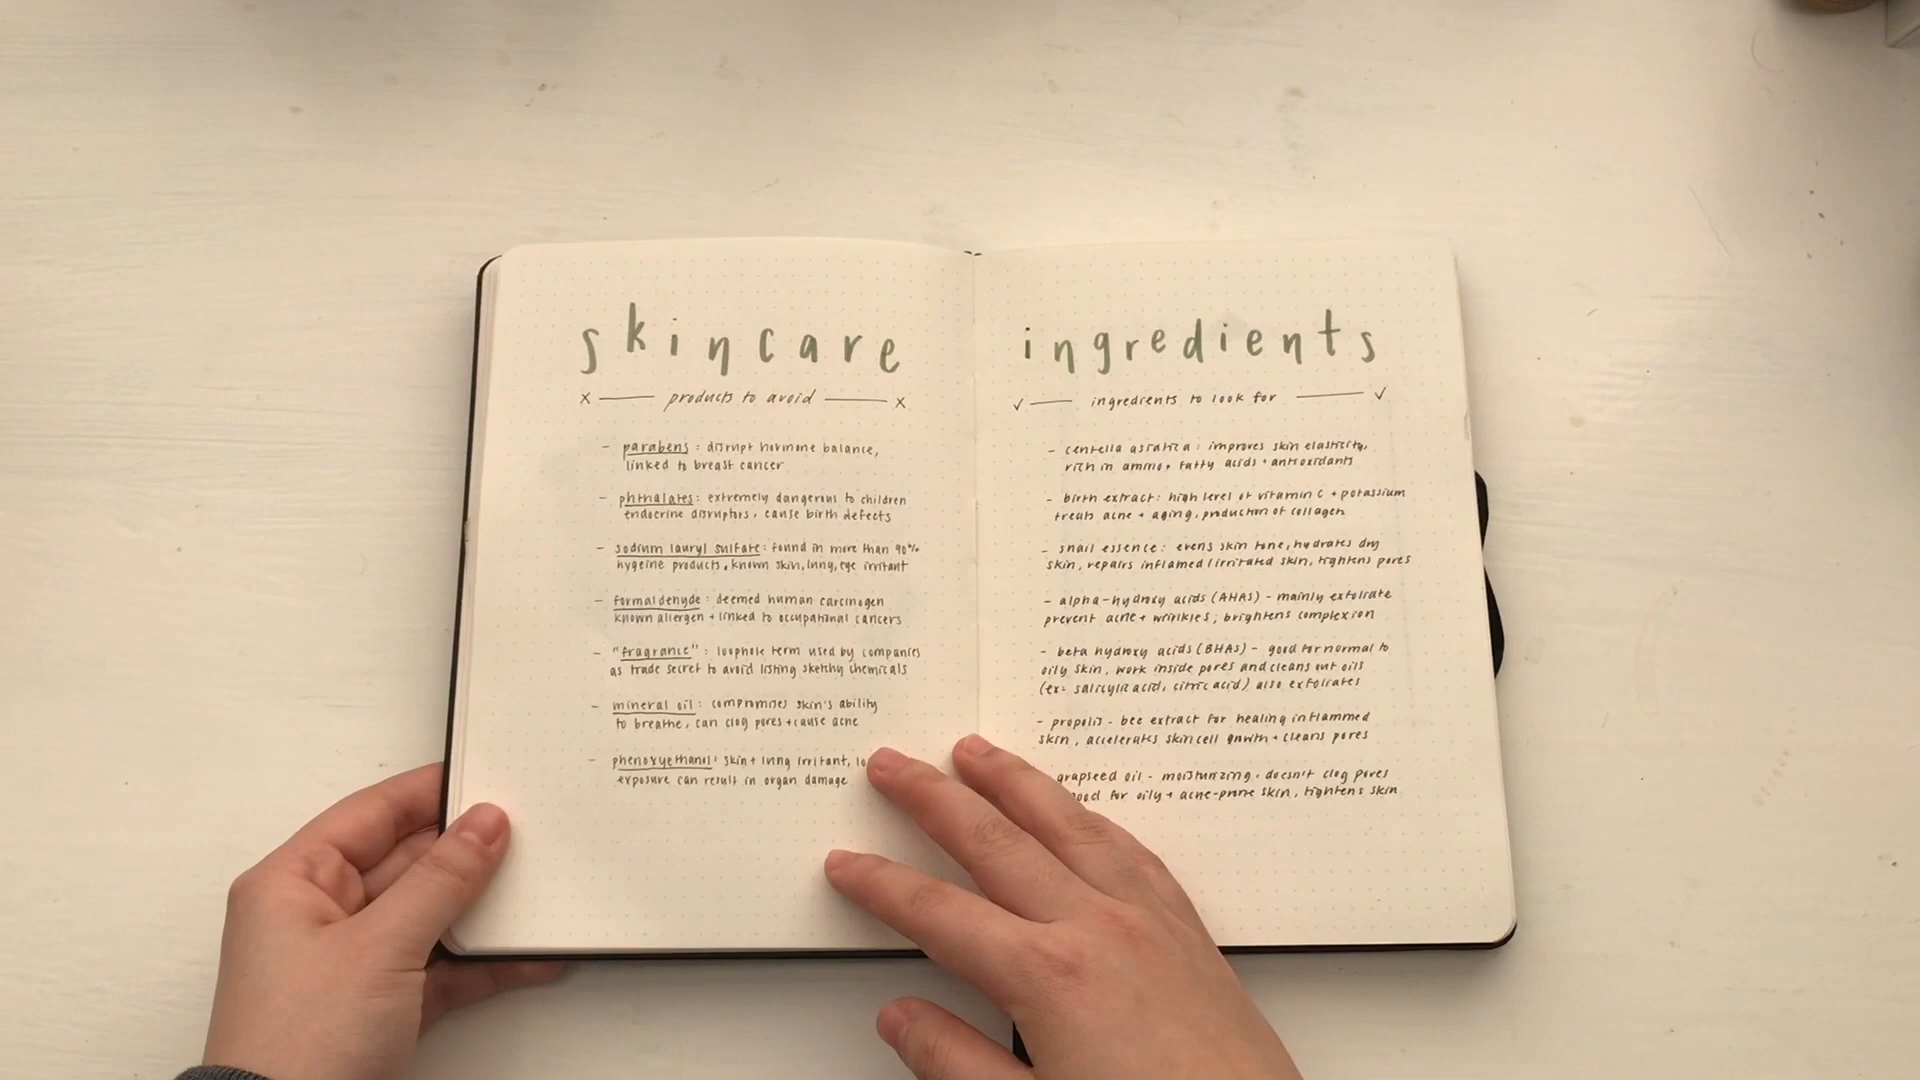 skincare
x products to avoid x
- parabens : disrupt hormone balance,
linked to breast cancer
- phthalates : extremely dangerous to children
endocrine disruptors, cause birth defects
- sodium lauryl sulfate : found in more than 90%
hygeine products, known skin, lung, eye irritant
- formaldehyde : deemed human carcinogen
known allergen + linked to occupational cancers
- "fragrance" : loophole term used by companies
as trade secret to avoid listing sketchy chemicals
- mineral oil : compromises skin's ability
to breathe, can clog pores + cause acne
- phenoxyethanol : skin + lung irritant,
exposure can result in organ damage
ingredients
✓ ingredients to look for ✓
- centella asiatica : improves skin elasticity,
rich in amino + fatty acids + antioxidants
- birth extract : high level of vitamin C + potassium
treats acne + aging, production of collagen
- snail essence : evens skin tone, hydrates dry
skin, repairs inflamed / irritated skin, tightens pores
- alpha-hydroxy acids (AHAS) - mainly exfoliate
prevent acne + wrinkles ; brightens complexion
- beta hydroxy acids (BHAS) - good for normal to
oily skin, work inside pores and cleans out oils
(ex: salicylic acid, citric acid) also exfoliates
- propolis - bee extract for healing inflammed
skin, accelerates skin cell growth + cleans pores
grapseed oil - moisturizing + doesn't clog pores
for oily + acne-prone skin, tightens skin